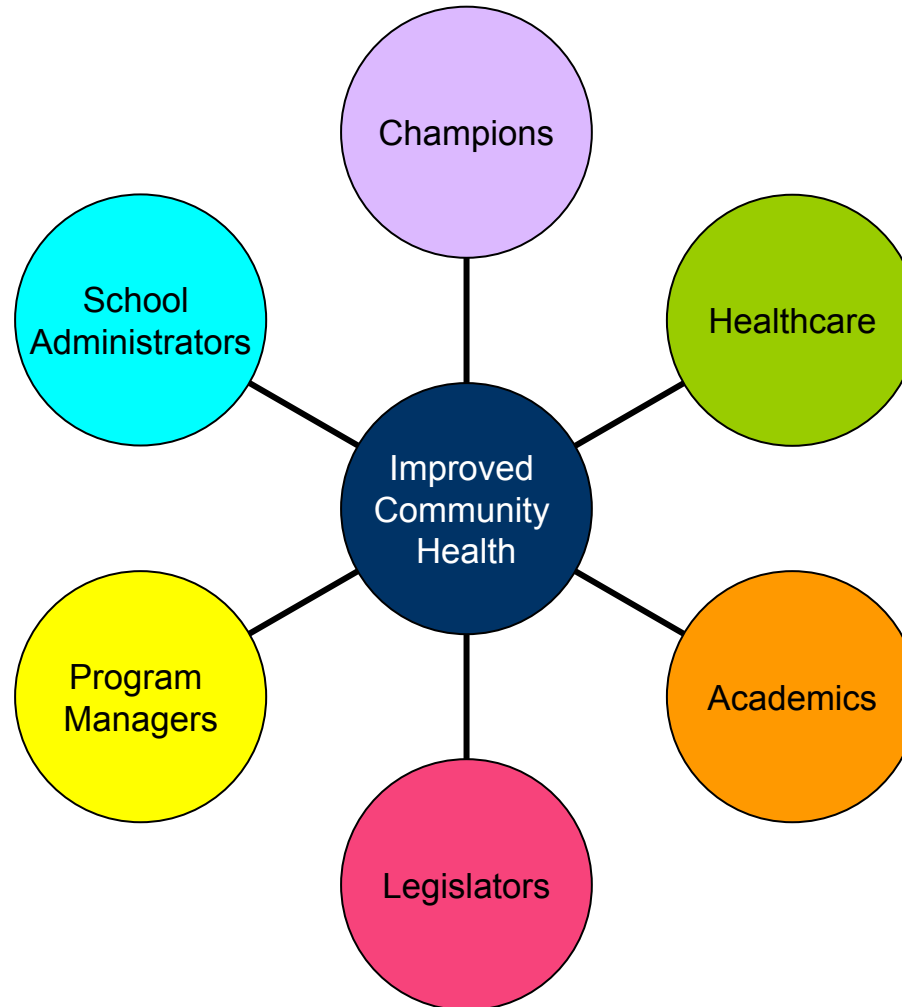 Champions
School
Administrators
Healthcare
Improved
Community
Health
Program
Managers
Academics
Legislators